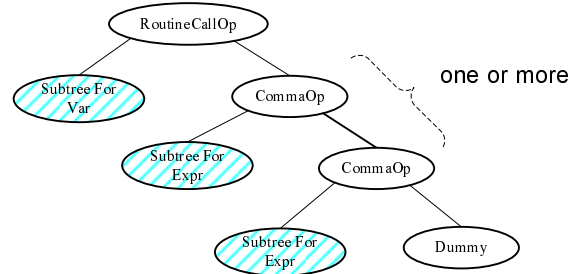 RoutineCallOp
Subtree For
Var
CommaOp
one or more
Subtree For
Expr
CommaOp
Subtree For
Expr
Dummy